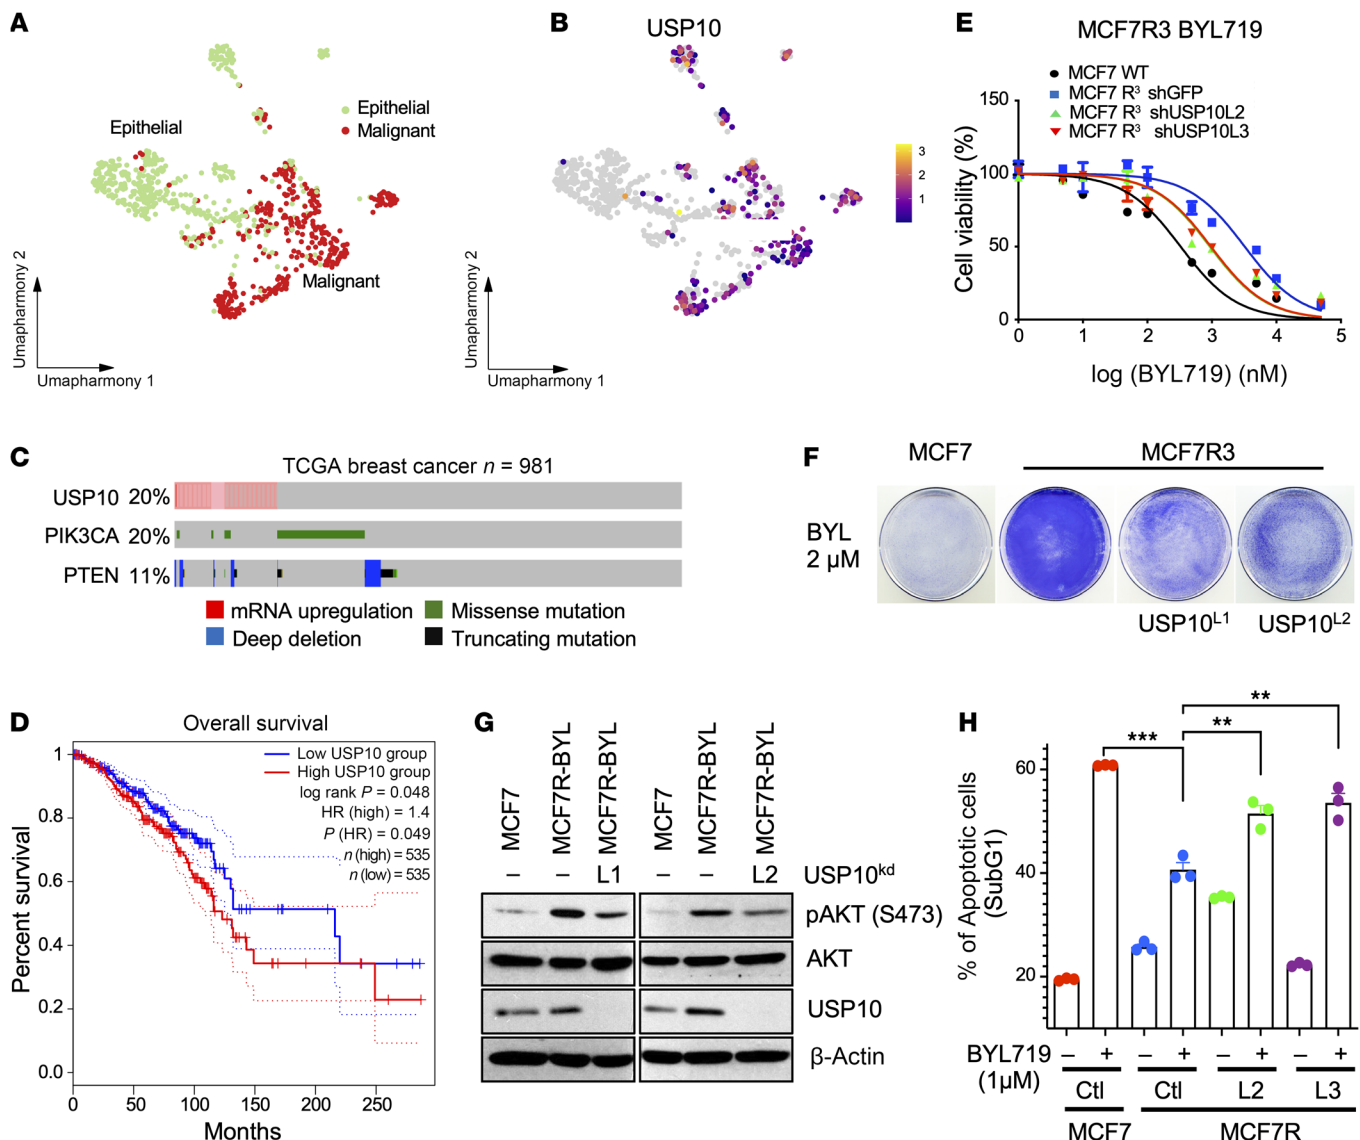 A
Epithelial
Malignant
Epithelial
Malignant
Umapharmony 2
Umapharmony 1
B
USP10
3
2
1
Umapharmony 2
Umapharmony 1
C
TCGA breast cancer n = 981
USP10 20%
PIK3CA 20%
PTEN 11%
mRNA upregulation
Missense mutation
Deep deletion
Truncating mutation
D
Overall survival
Low USP10 group
High USP10 group
log rank P = 0.048
HR (high) = 1.4
P (HR) = 0.049
n (high) = 535
n (low) = 535
Percent survival
1
0.8
0.6
0.4
0.2
0.0
0 50 100 150 200 250
Months
E
MCF7R3 BYL719
MCF7 WT
MCF7 R³ shGFP
MCF7 R³ shUSP10L2
MCF7 R³ shUSP10L3
Cell viability (%)
150
100
50
0
0 1 2 3 4 5
log (BYL719) (nM)
F
MCF7
MCF7R3
BYL
2 µM
USP10ᴸ¹ USP10ᴸ²
G
MCF7
MCF7R-BYL
MCF7R-BYL
MCF7
MCF7R-BYL
MCF7R-BYL
– – L1 – – L2 USP10ᵏᵈ
pAKT (S473)
AKT
USP10
β-Actin
H
**
**
***
% of Apoptotic cells
(SubG1)
60
40
20
BYL719
(1µM)
– + – + – + – +
Ctl Ctl L2 L3
MCF7 MCF7R